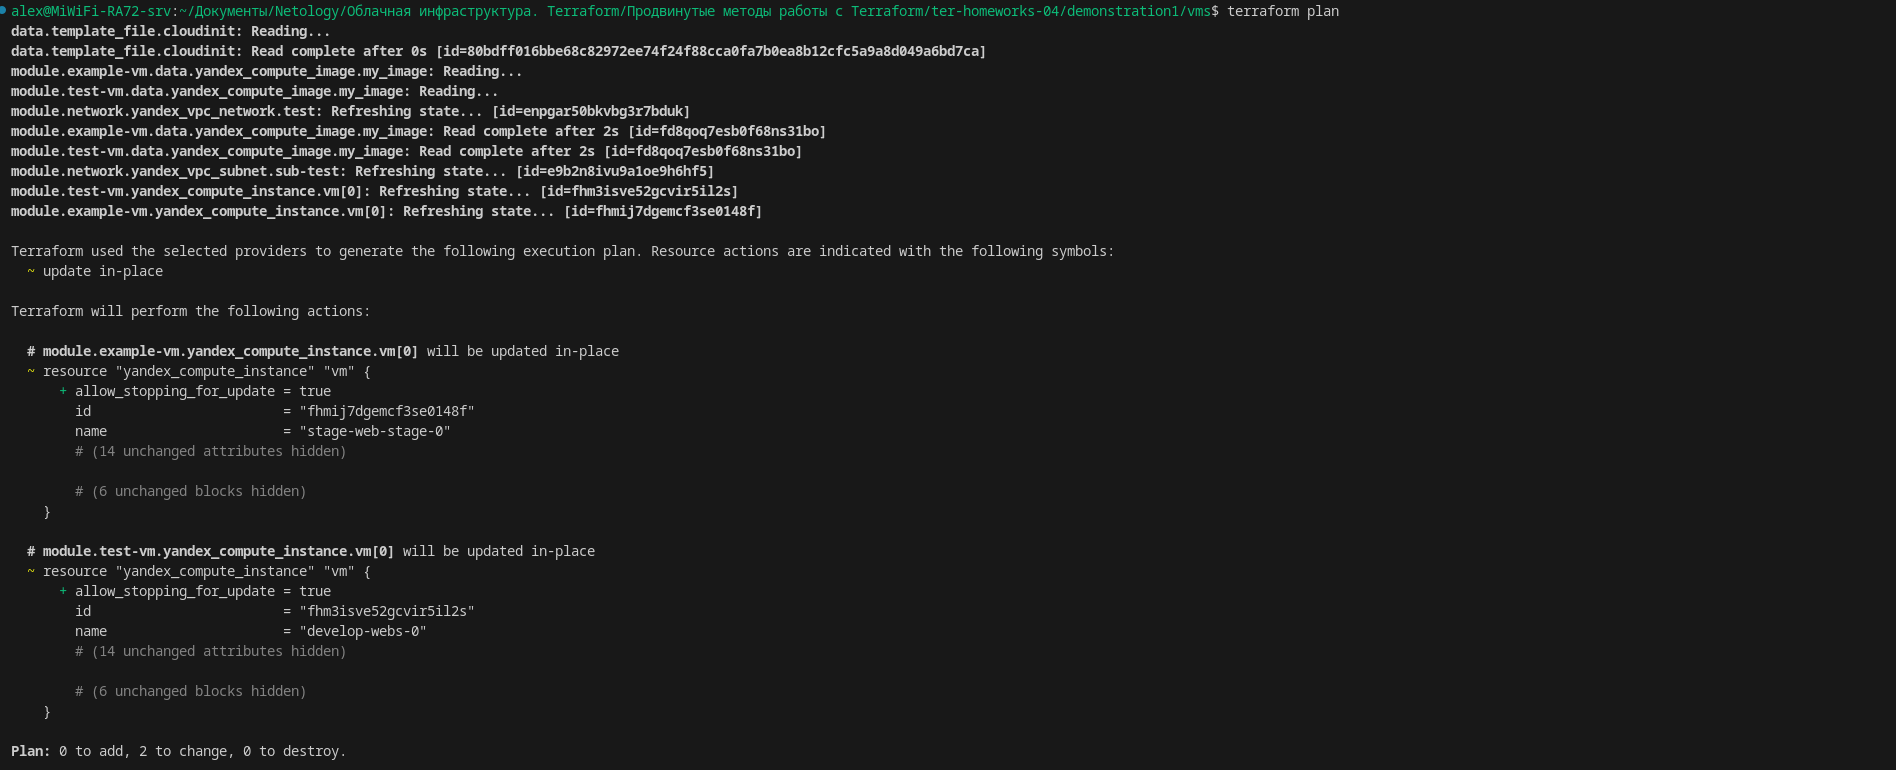 alex@MiWiFi-RA72-srv:~/Документы/Netology/Облачная инфраструктура. Terraform/Продвинутые методы работы с Terraform/ter-homeworks-04/demonstration1/vms$ terraform plan
data.template_file.cloudinit: Reading...
data.template_file.cloudinit: Read complete after 0s [id=80bdff016bbe68c82972ee74f24f88cca0fa7b0ea8b12cfc5a9a8d049a6bd7ca]
module.example-vm.data.yandex_compute_image.my_image: Reading...
module.test-vm.data.yandex_compute_image.my_image: Reading...
module.network.yandex_vpc_network.test: Refreshing state... [id=enpgar50bkvbg3r7bduk]
module.example-vm.data.yandex_compute_image.my_image: Read complete after 2s [id=fd8qoq7esb0f68ns31bo]
module.test-vm.data.yandex_compute_image.my_image: Read complete after 2s [id=fd8qoq7esb0f68ns31bo]
module.network.yandex_vpc_subnet.sub-test: Refreshing state... [id=e9b2n8ivu9a1oe9h6hf5]
module.test-vm.yandex_compute_instance.vm[0]: Refreshing state... [id=fhm3isve52gcvir5il2s]
module.example-vm.yandex_compute_instance.vm[0]: Refreshing state... [id=fhmij7dgemcf3se0148f]

Terraform used the selected providers to generate the following execution plan. Resource actions are indicated with the following symbols:
  ~ update in-place

Terraform will perform the following actions:

  # module.example-vm.yandex_compute_instance.vm[0] will be updated in-place
  ~ resource "yandex_compute_instance" "vm" {
      + allow_stopping_for_update = true
        id                        = "fhmij7dgemcf3se0148f"
        name                      = "stage-web-stage-0"
        # (14 unchanged attributes hidden)

        # (6 unchanged blocks hidden)
    }

  # module.test-vm.yandex_compute_instance.vm[0] will be updated in-place
  ~ resource "yandex_compute_instance" "vm" {
      + allow_stopping_for_update = true
        id                        = "fhm3isve52gcvir5il2s"
        name                      = "develop-webs-0"
        # (14 unchanged attributes hidden)

        # (6 unchanged blocks hidden)
    }

Plan: 0 to add, 2 to change, 0 to destroy.